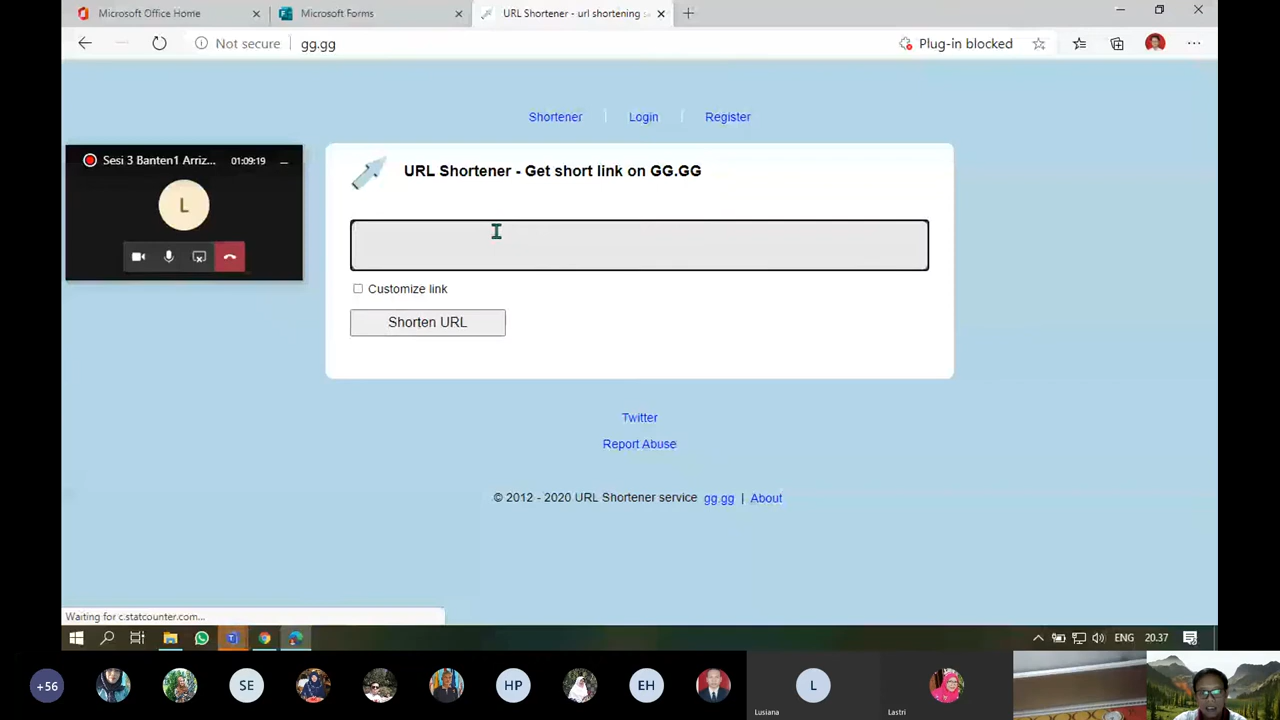 Microsoft Office Home
Microsoft Forms
URL Shortener - url shortening se
Not secure
gg.gg
Plug-in blocked
Shortener
Login
Register
Sesi 3 Banten1 Arriz...
01:09:19
L
URL Shortener - Get short link on GG.GG
Customize link
Shorten URL
Twitter
Report Abuse
© 2012 - 2020 URL Shortener service gg.gg | About
Waiting for c.statcounter.com...
ENG
20.37
+56
SE
HP
EH
L
Lusiana
Lastri